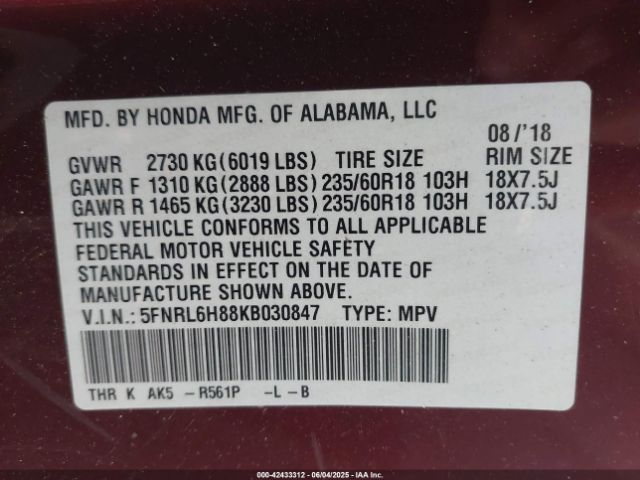 MFD. BY HONDA MFG. OF ALABAMA, LLC
08/'18
GVWR 2730 KG(6019 LBS) TIRE SIZE RIM SIZE
GAWR F 1310 KG(2888 LBS) 235/60R18 103H 18X7.5J
GAWR R 1465 KG(3230 LBS) 235/60R18 103H 18X7.5J
THIS VEHICLE CONFORMS TO ALL APPLICABLE
FEDERAL MOTOR VEHICLE SAFETY
STANDARDS IN EFFECT ON THE DATE OF
MANUFACTURE SHOWN ABOVE.
V.I.N.: 5FNRL6H88KB030847 TYPE: MPV
THR K AK5 -R561P -L-B
000-42433312 - 06/04/2025 - IAAI Inc.